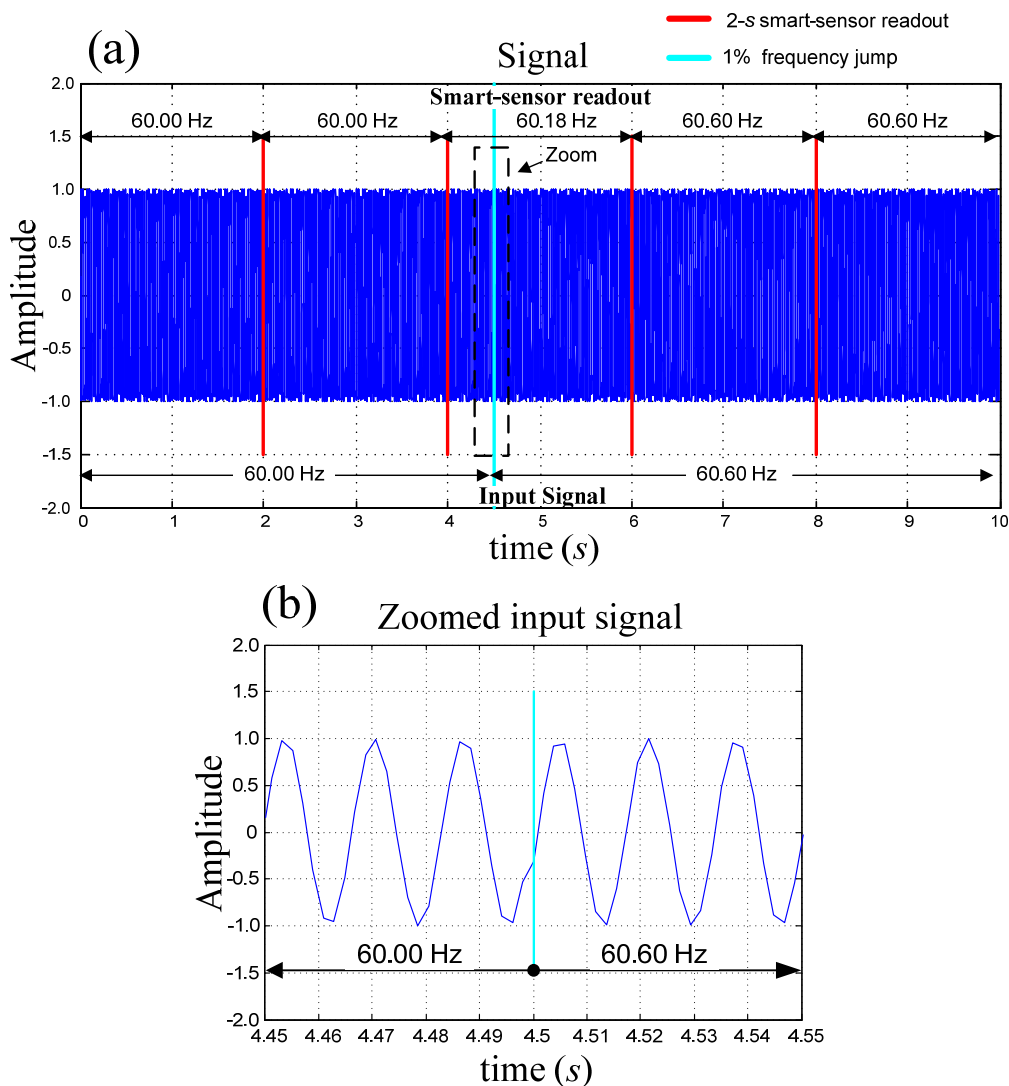 2-s smart-sensor readout
1% frequency jump
(a)
Signal
Smart-sensor readout
60.00 Hz 60.00 Hz 60.18 Hz 60.60 Hz 60.60 Hz
Zoom
2.0
1.5
1.0
0.5
0
-0.5
-1.0
-1.5
-2.0
Amplitude
60.00 Hz 60.60 Hz
Input Signal
0 1 2 3 4 5 6 7 8 9 10
time (s)
(b)
Zoomed input signal
2.0
1.5
1.0
0.5
0
-0.5
-1.0
-1.5
-2.0
Amplitude
60.00 Hz 60.60 Hz
4.45 4.46 4.47 4.48 4.49 4.5 4.51 4.52 4.53 4.54 4.55
time (s)